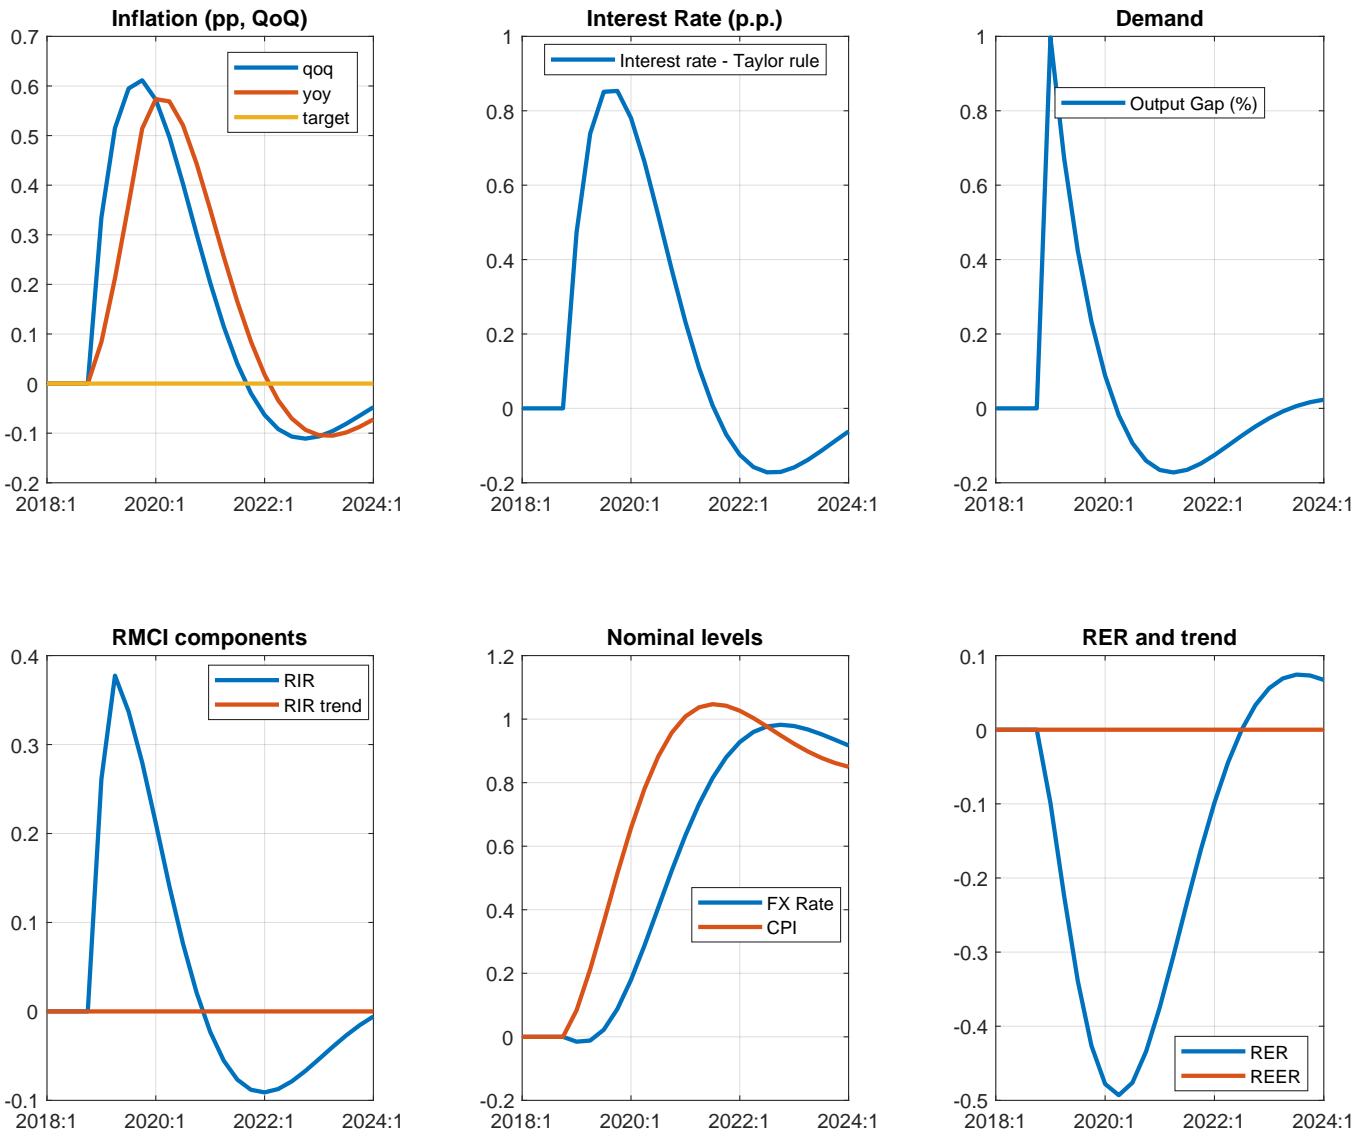 Inflation (pp, QoQ)
0.7
0.6
0.5
0.4
0.3
0.2
0.1
0
-0.1
-0.2
2018:1 2020:1 2022:1 2024:1
qoq
yoy
target
Interest Rate (p.p.)
1
0.8
0.6
0.4
0.2
0
-0.2
2018:1 2020:1 2022:1 2024:1
Interest rate - Taylor rule
Demand
1
0.8
0.6
0.4
0.2
0
-0.2
2018:1 2020:1 2022:1 2024:1
Output Gap (%)
RMCI components
0.4
0.3
0.2
0.1
0
-0.1
2018:1 2020:1 2022:1 2024:1
RIR
RIR trend
Nominal levels
1.2
1
0.8
0.6
0.4
0.2
0
-0.2
2018:1 2020:1 2022:1 2024:1
FX Rate
CPI
RER and trend
0.1
0
-0.1
-0.2
-0.3
-0.4
-0.5
2018:1 2020:1 2022:1 2024:1
RER
REER